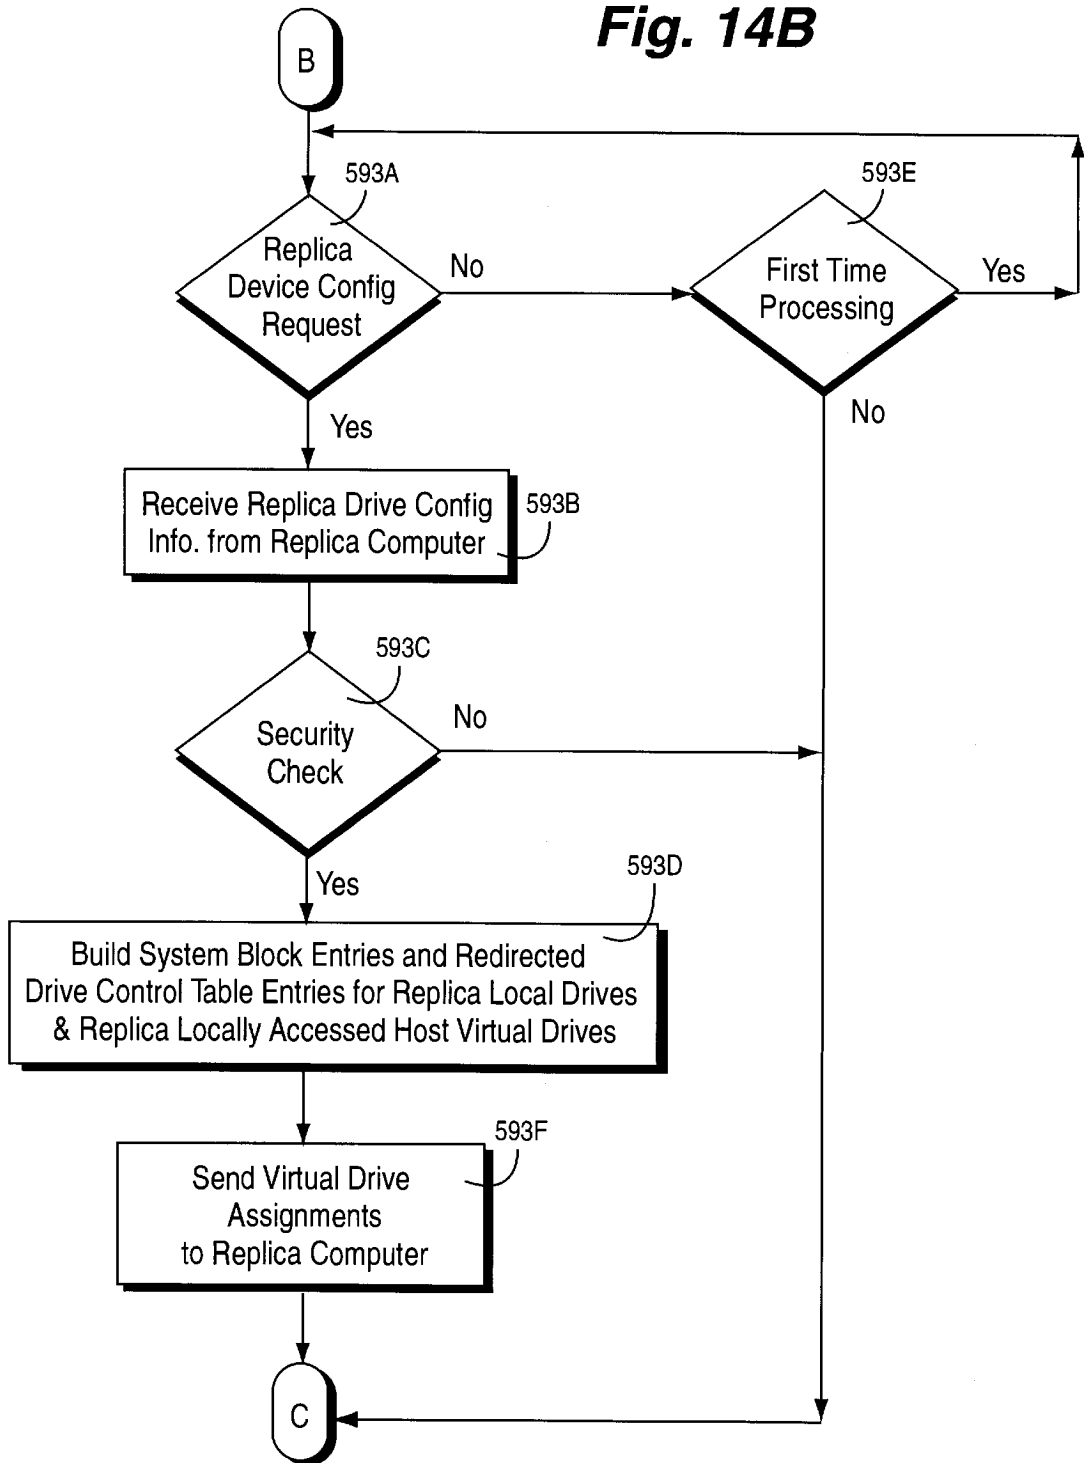 Fig. 14B
B
593A
Replica
Device Config
Request
No
593E
First Time
Processing
Yes
No
Yes
Receive Replica Drive Config
Info. from Replica Computer
593B
593C
Security
Check
No
Yes
593D
Build System Block Entries and Redirected
Drive Control Table Entries for Replica Local Drives
& Replica Locally Accessed Host Virtual Drives
593F
Send Virtual Drive
Assignments
to Replica Computer
C